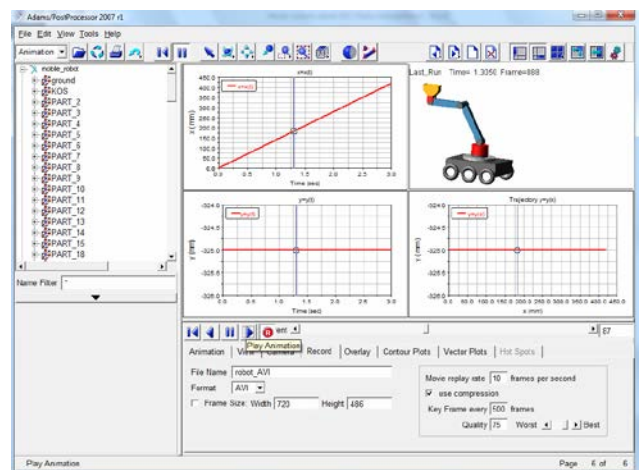 Adams/PostProcessor 2007 r1
File Edit View Tools Help
Animation
noble_robot
ground
KOS
PART_2
PART_3
PART_4
PART_5
PART_6
PART_7
PART_8
PART_9
PART_10
PART_11
PART_12
PART_13
PART_14
PART_15
PART_18
Name Filter *
x=x(t)
450.0
400.0
350.0
300.0
250.0
200.0
150.0
100.0
50.0
0.0
x (mm)
x=x(t)
0.0 0.5 1.0 1.5 2.0 2.5 3.0
Time (sec)
Last_Run Time= 1.3050 Frame=088
y=y(t)
-324.0
-324.5
-325.0
-325.5
-326.0
y (mm)
y=y(t)
0.0 0.5 1.0 1.5 2.0 2.5 3.0
Time (sec)
Trajectory y=y(x)
-324.0
-324.5
-325.0
-325.5
-326.0
y (mm)
y=y(x)
0.0 50.0 100.0 150.0 200.0 250.0 300.0 350.0 400.0 450.0
x (mm)
R
ent
87
Play Animation
Animation View Camera Record Overlay Contour Plots Vector Plots Hot Spots
File Name robot_AVI
Format AVI
Frame Size: Width 720 Height 486
Movie replay rate 10 frames per second
use compression
Key Frame every 500 frames
Quality 75 Worst Best
Play Animation
Page 6 of 6